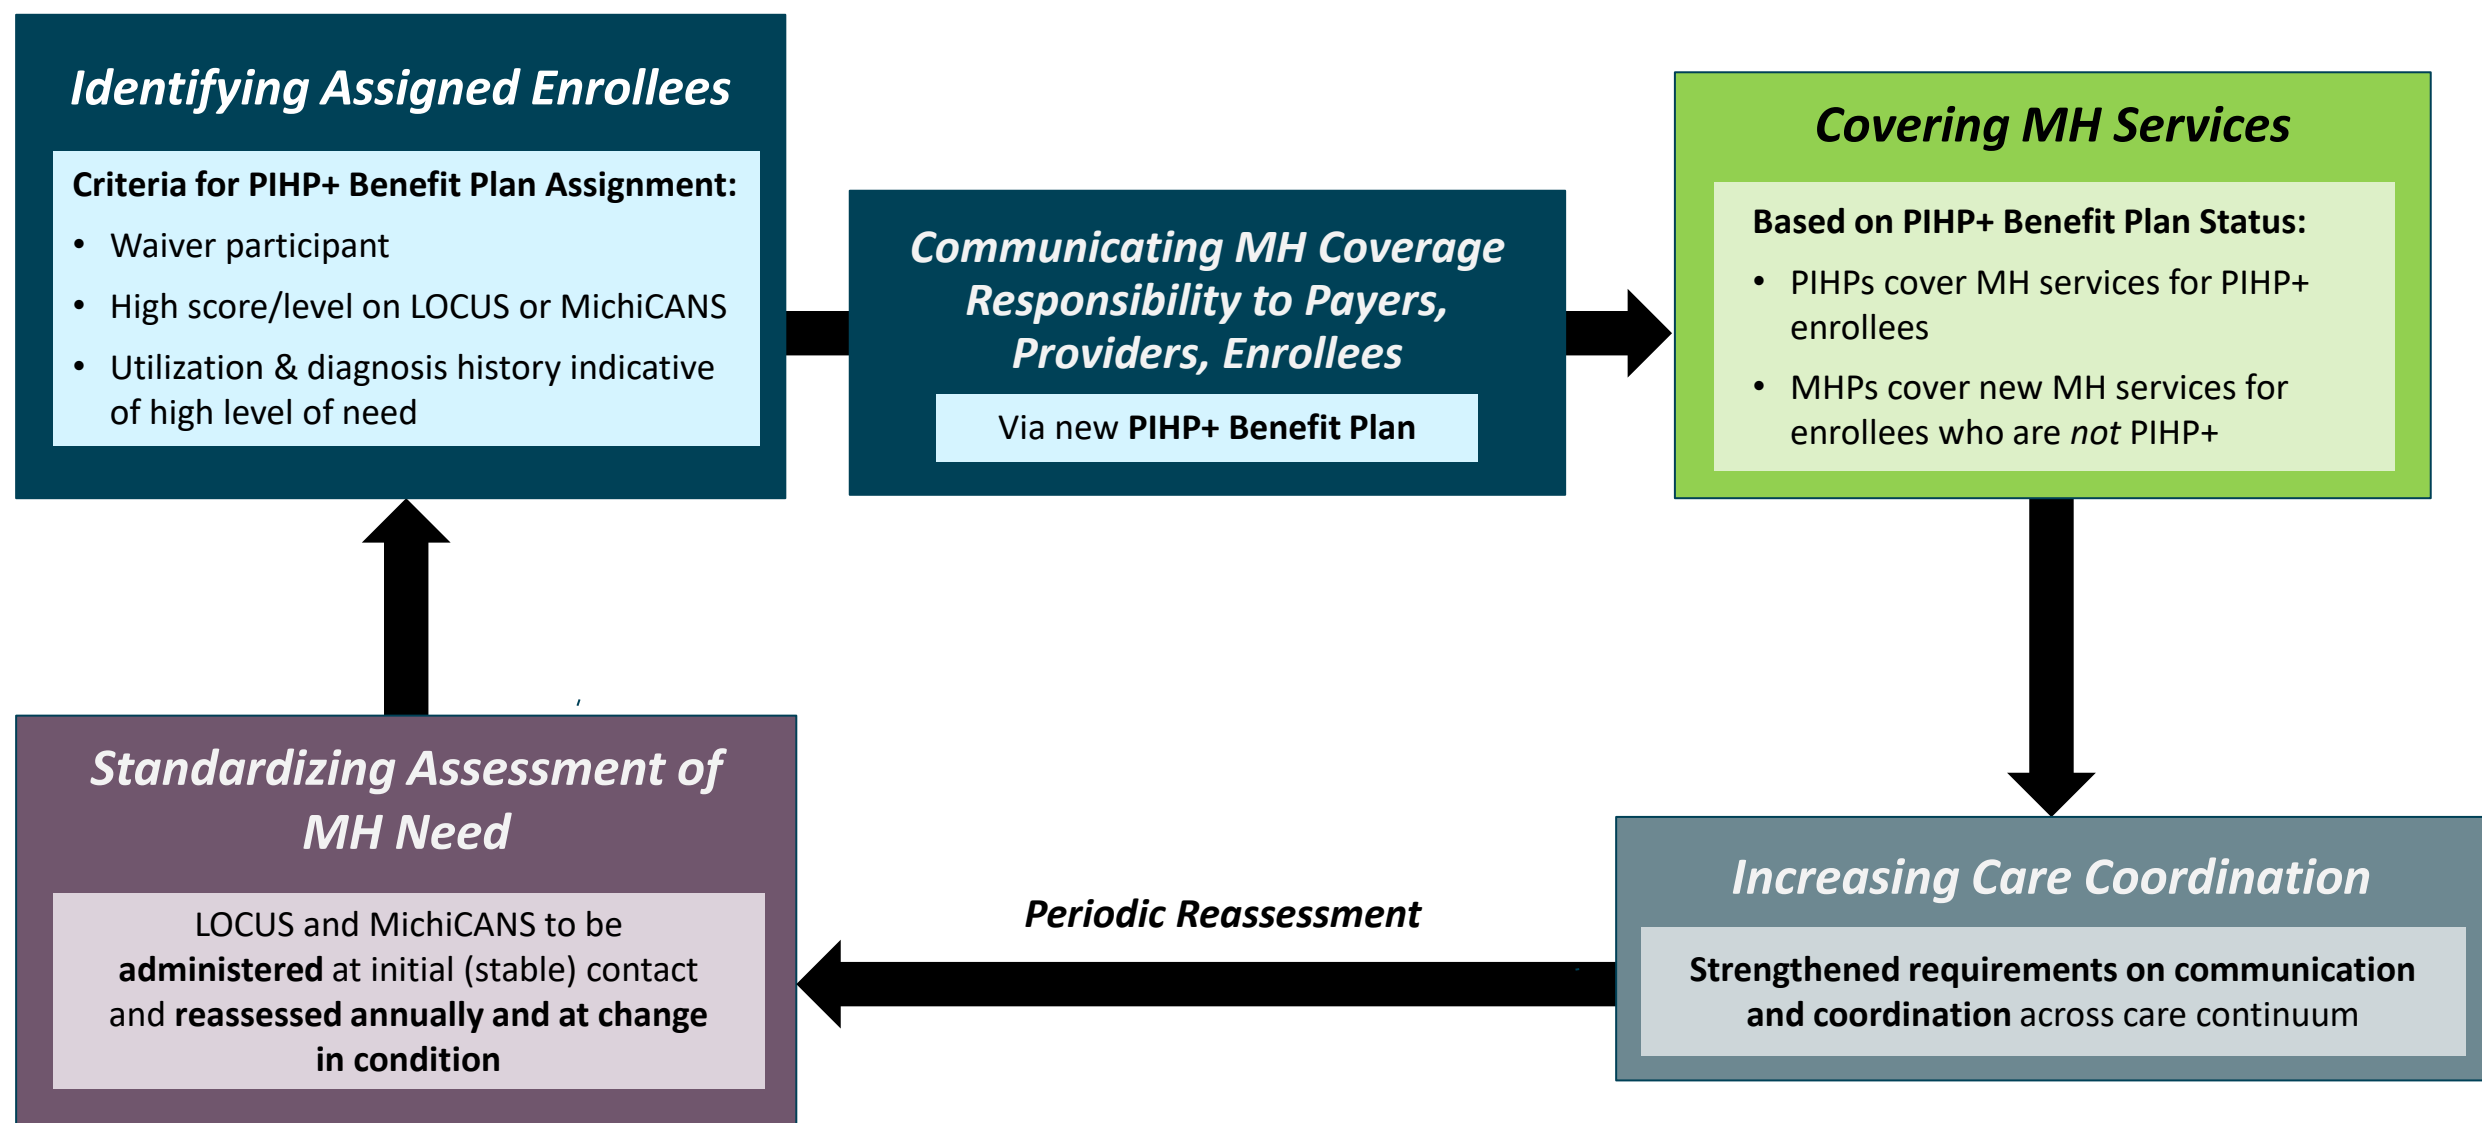 Identifying Assigned Enrollees
Criteria for PIHP+ Benefit Plan Assignment:
• Waiver participant
• High score/level on LOCUS or MichiCANS
• Utilization & diagnosis history indicative
of high level of need
Communicating MH Coverage
Responsibility to Payers,
Providers, Enrollees
Via new PIHP+ Benefit Plan
Covering MH Services
Based on PIHP+ Benefit Plan Status:
• PIHPs cover MH services for PIHP+
enrollees
• MHPs cover new MH services for
enrollees who are not PIHP+
Increasing Care Coordination
Strengthened requirements on communication
and coordination across care continuum
Periodic Reassessment
Standardizing Assessment of
MH Need
LOCUS and MichiCANS to be
administered at initial (stable) contact
and reassessed annually and at change
in condition